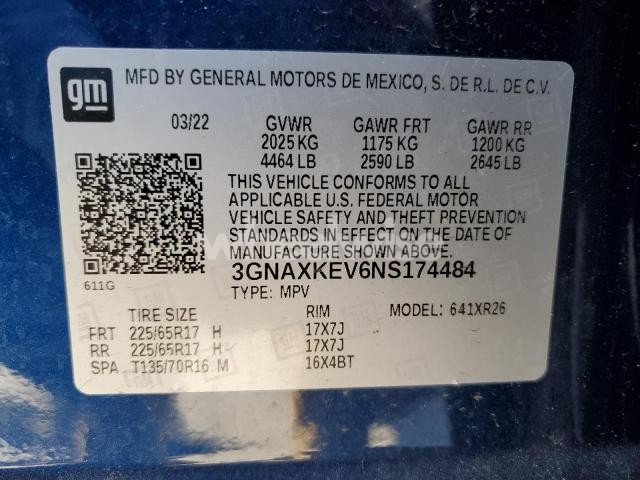 gm
MFD BY GENERAL MOTORS DE MEXICO, S. DE R.L. DE C.V.
03/22 GVWR GAWR FRT GAWR RR
2025 KG 1175 KG 1200 KG
4464 LB 2590 LB 2645 LB
THIS VEHICLE CONFORMS TO ALL
APPLICABLE U.S. FEDERAL MOTOR
VEHICLE SAFETY AND THEFT PREVENTION
STANDARDS IN EFFECT ON THE DATE OF
MANUFACTURE SHOWN ABOVE.
3GNAXKEV6NS174484
611G
TYPE: MPV MODEL: 641XR26
TIRE SIZE RIM
FRT 225/65R17 H 17X7J
RR 225/65R17 H 17X7J
SPA T135/70R16 M 16X4BT